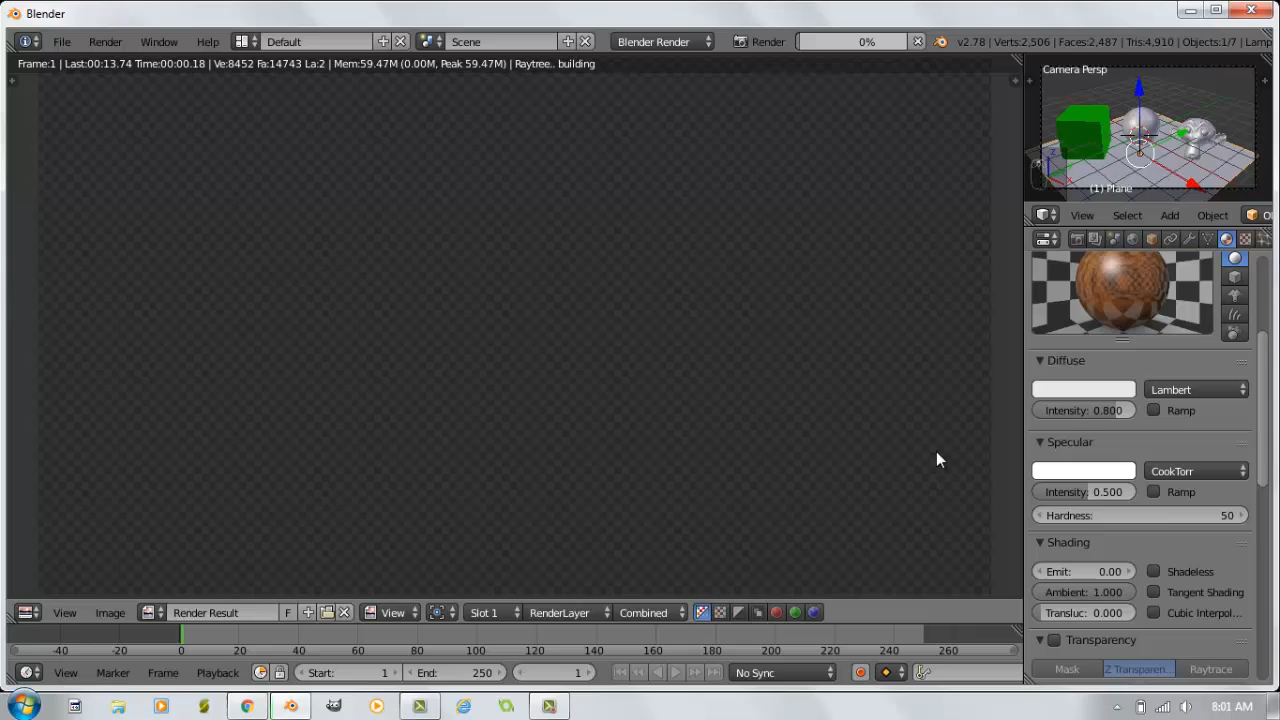 Blender
File Render Window Help Default Scene Blender Render Render 0% v2.78 | Verts:2,506 | Faces:2,487 | Tris:4,910 | Objects:1/7 | Lamp
Frame:1 | Last:00:13.74 Time:00:00.18 | Ve:8452 Fa:14743 La:2 | Mem:59.47M (0.00M, Peak 59.47M) | Raytree.. building
Camera Persp
(1) Plane
View Select Add Object
Diffuse
Lambert
Intensity: 0.800 Ramp
Specular
CookTorr
Intensity: 0.500 Ramp
Hardness: 50
Shading
Emit: 0.00 Shadeless
Ambient: 1.000 Tangent Shading
Transluc: 0.000 Cubic Interpol...
Transparency
Mask Z Transparen... Raytrace
View Image Render Result F View Slot 1 RenderLayer Combined
-40 -20 0 20 40 60 80 100 120 140 160 180 200 220 240 260
View Marker Frame Playback Start: 1 End: 250 1 No Sync
8:01 AM